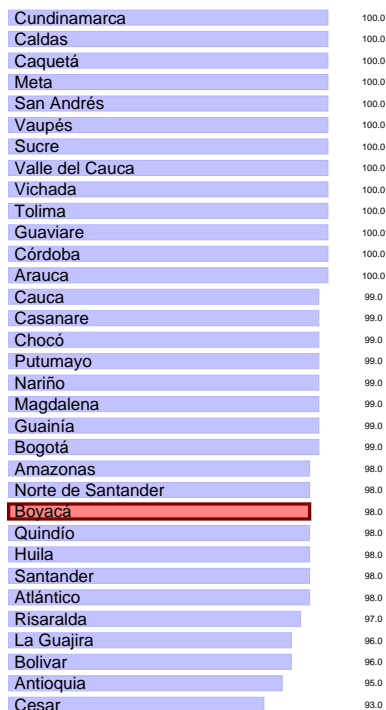 Cundinamarca 100.0
Caldas 100.0
Caquetá 100.0
Meta 100.0
San Andrés 100.0
Vaupés 100.0
Sucre 100.0
Valle del Cauca 100.0
Vichada 100.0
Tolima 100.0
Guaviare 100.0
Córdoba 100.0
Arauca 100.0
Cauca 99.0
Casanare 99.0
Chocó 99.0
Putumayo 99.0
Nariño 99.0
Magdalena 99.0
Guainía 99.0
Bogotá 99.0
Amazonas 98.0
Norte de Santander 98.0
Boyacá 98.0
Quindío 98.0
Huila 98.0
Santander 98.0
Atlántico 98.0
Risaralda 97.0
La Guajira 96.0
Bolivar 96.0
Antioquia 95.0
Cesar 93.0